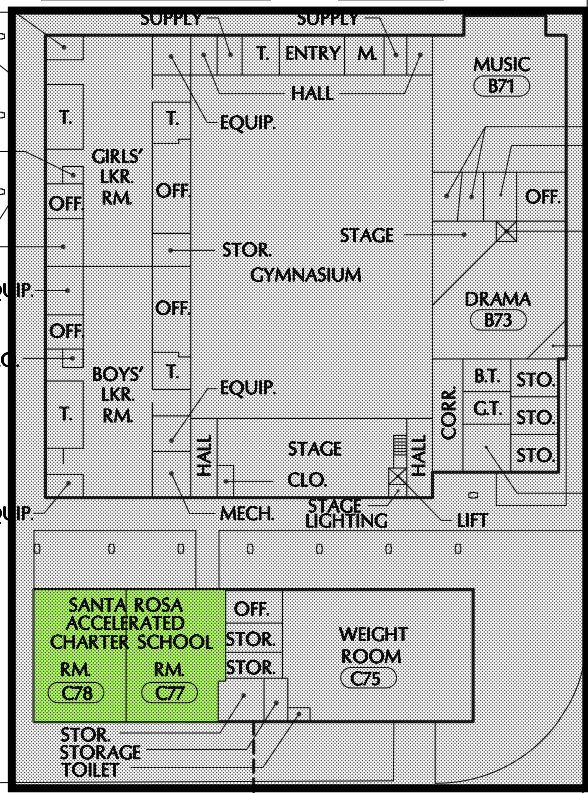 SUPPLY SUPPLY
T. ENTRY M.
MUSIC
B71
HALL
T. T. EQUIP.
GIRLS'
LKR.
RM.
OFF. OFF. OFF.
STAGE
STOR.
GYMNASIUM
UIP.
DRAMA
B73
OFF. OFF.
BOYS'
LKR.
RM.
T.
T.
EQUIP.
B.T. STO.
G.T. STO.
CORR.
STO.
HALL
STAGE
HALL
CLO.
UIP. MECH.
STAGE
LIGHTING
LIFT
SANTA ROSA
ACCELERATED
CHARTER SCHOOL
RM. RM.
C78 C77
OFF.
STOR.
STOR.
WEIGHT
ROOM
C75
STOR.
STORAGE
TOILET